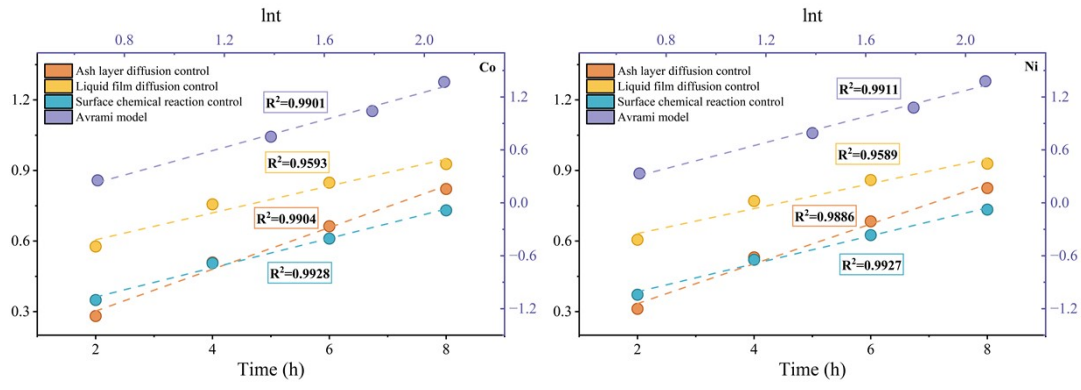 lnt
0.8 1.2 1.6 2.0
Co
Ash layer diffusion control
Liquid film diffusion control
Surface chemical reaction control
Avrami model
R²=0.9901
R²=0.9593
R²=0.9904
R²=0.9928
1.2
0.9
0.6
0.3
1.2
0.6
0.0
−0.6
−1.2
2 4 6 8
Time (h)
lnt
0.8 1.2 1.6 2.0
Ni
Ash layer diffusion control
Liquid film diffusion control
Surface chemical reaction control
Avrami model
R²=0.9911
R²=0.9589
R²=0.9886
R²=0.9927
1.2
0.9
0.6
0.3
1.2
0.6
0.0
−0.6
−1.2
2 4 6 8
Time (h)